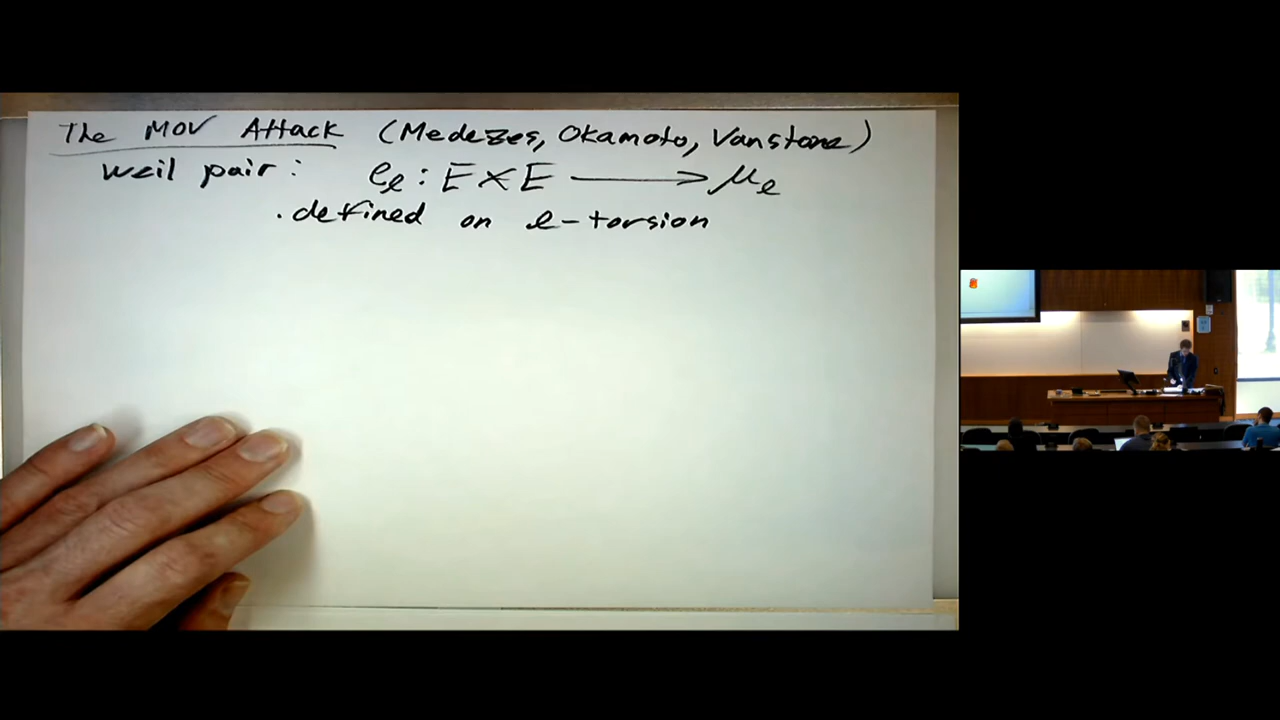 The MOV Attack (Medezes, Okamoto, Vanstone)
Weil pair: eℓ : E × E ⟶ μℓ
· defined on ℓ-torsion